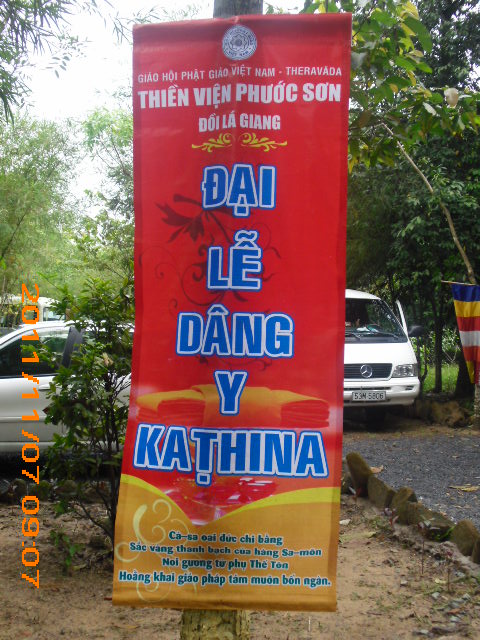 GIÁO HỘI PHẬT GIÁO VIỆT NAM - THERAVĀDA
THIỀN VIỆN PHƯỚC SƠN
ĐỒI LÁ GIANG
ĐẠI
LỄ
DÂNG
Y
KAṬHINA
Ca-sa oai đức chi bằng
Sắc vàng thanh bạch của hàng Sa-môn
Noi gương từ phụ Thế Tôn
Hoằng khai giáo pháp tám muôn bốn ngàn.
53M 5806
2011/11/07 09:07